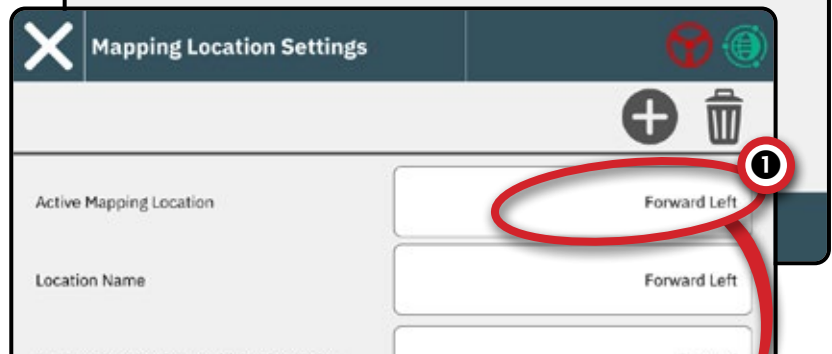 Mapping Location Settings
1
Active Mapping Location Forward Left
Location Name Forward Left